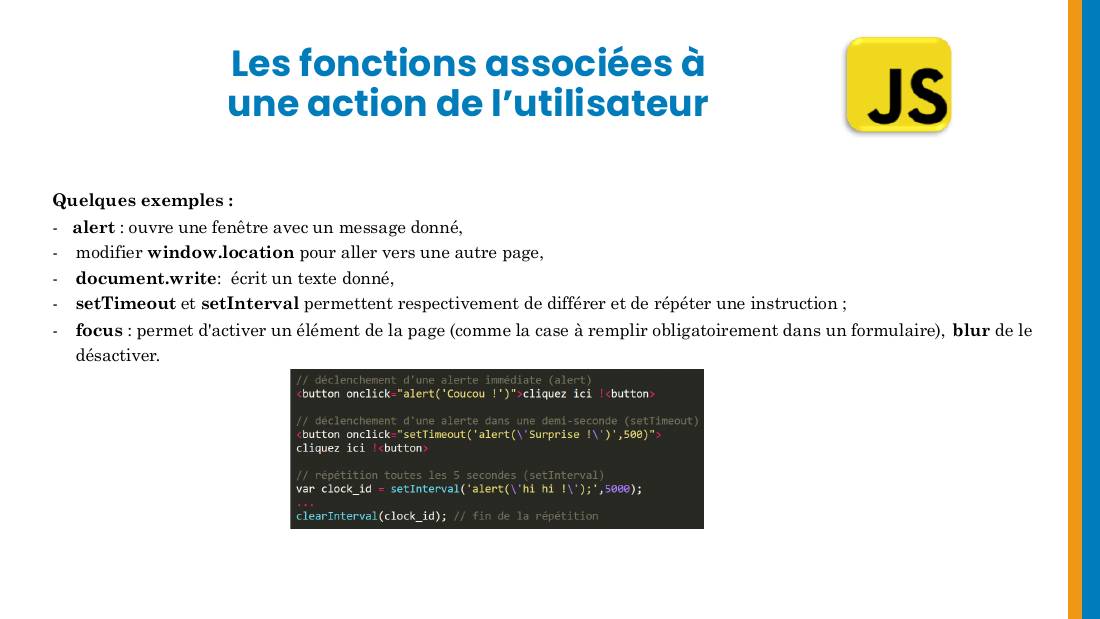 Les fonctions associées à
une action de l’utilisateur
JS
Quelques exemples :
- alert : ouvre une fenêtre avec un message donné,
- modifier window.location pour aller vers une autre page,
- document.write: écrit un texte donné,
- setTimeout et setInterval permettent respectivement de différer et de répéter une instruction ;
- focus : permet d'activer un élément de la page (comme la case à remplir obligatoirement dans un formulaire), blur de le
désactiver.
// déclenchement d'une alerte immédiate (alert)
<button onclick="alert('Coucou !')">cliquez ici !<button>
// déclenchement d'une alerte dans une demi-seconde (setTimeout)
<button onclick="setTimeout('alert(\'Surprise !\')',500)">
cliquez ici !<button>
// répétition toutes les 5 secondes (setInterval)
var clock_id = setInterval('alert(\'hi hi !\');',5000);
...
clearInterval(clock_id); // fin de la répétition